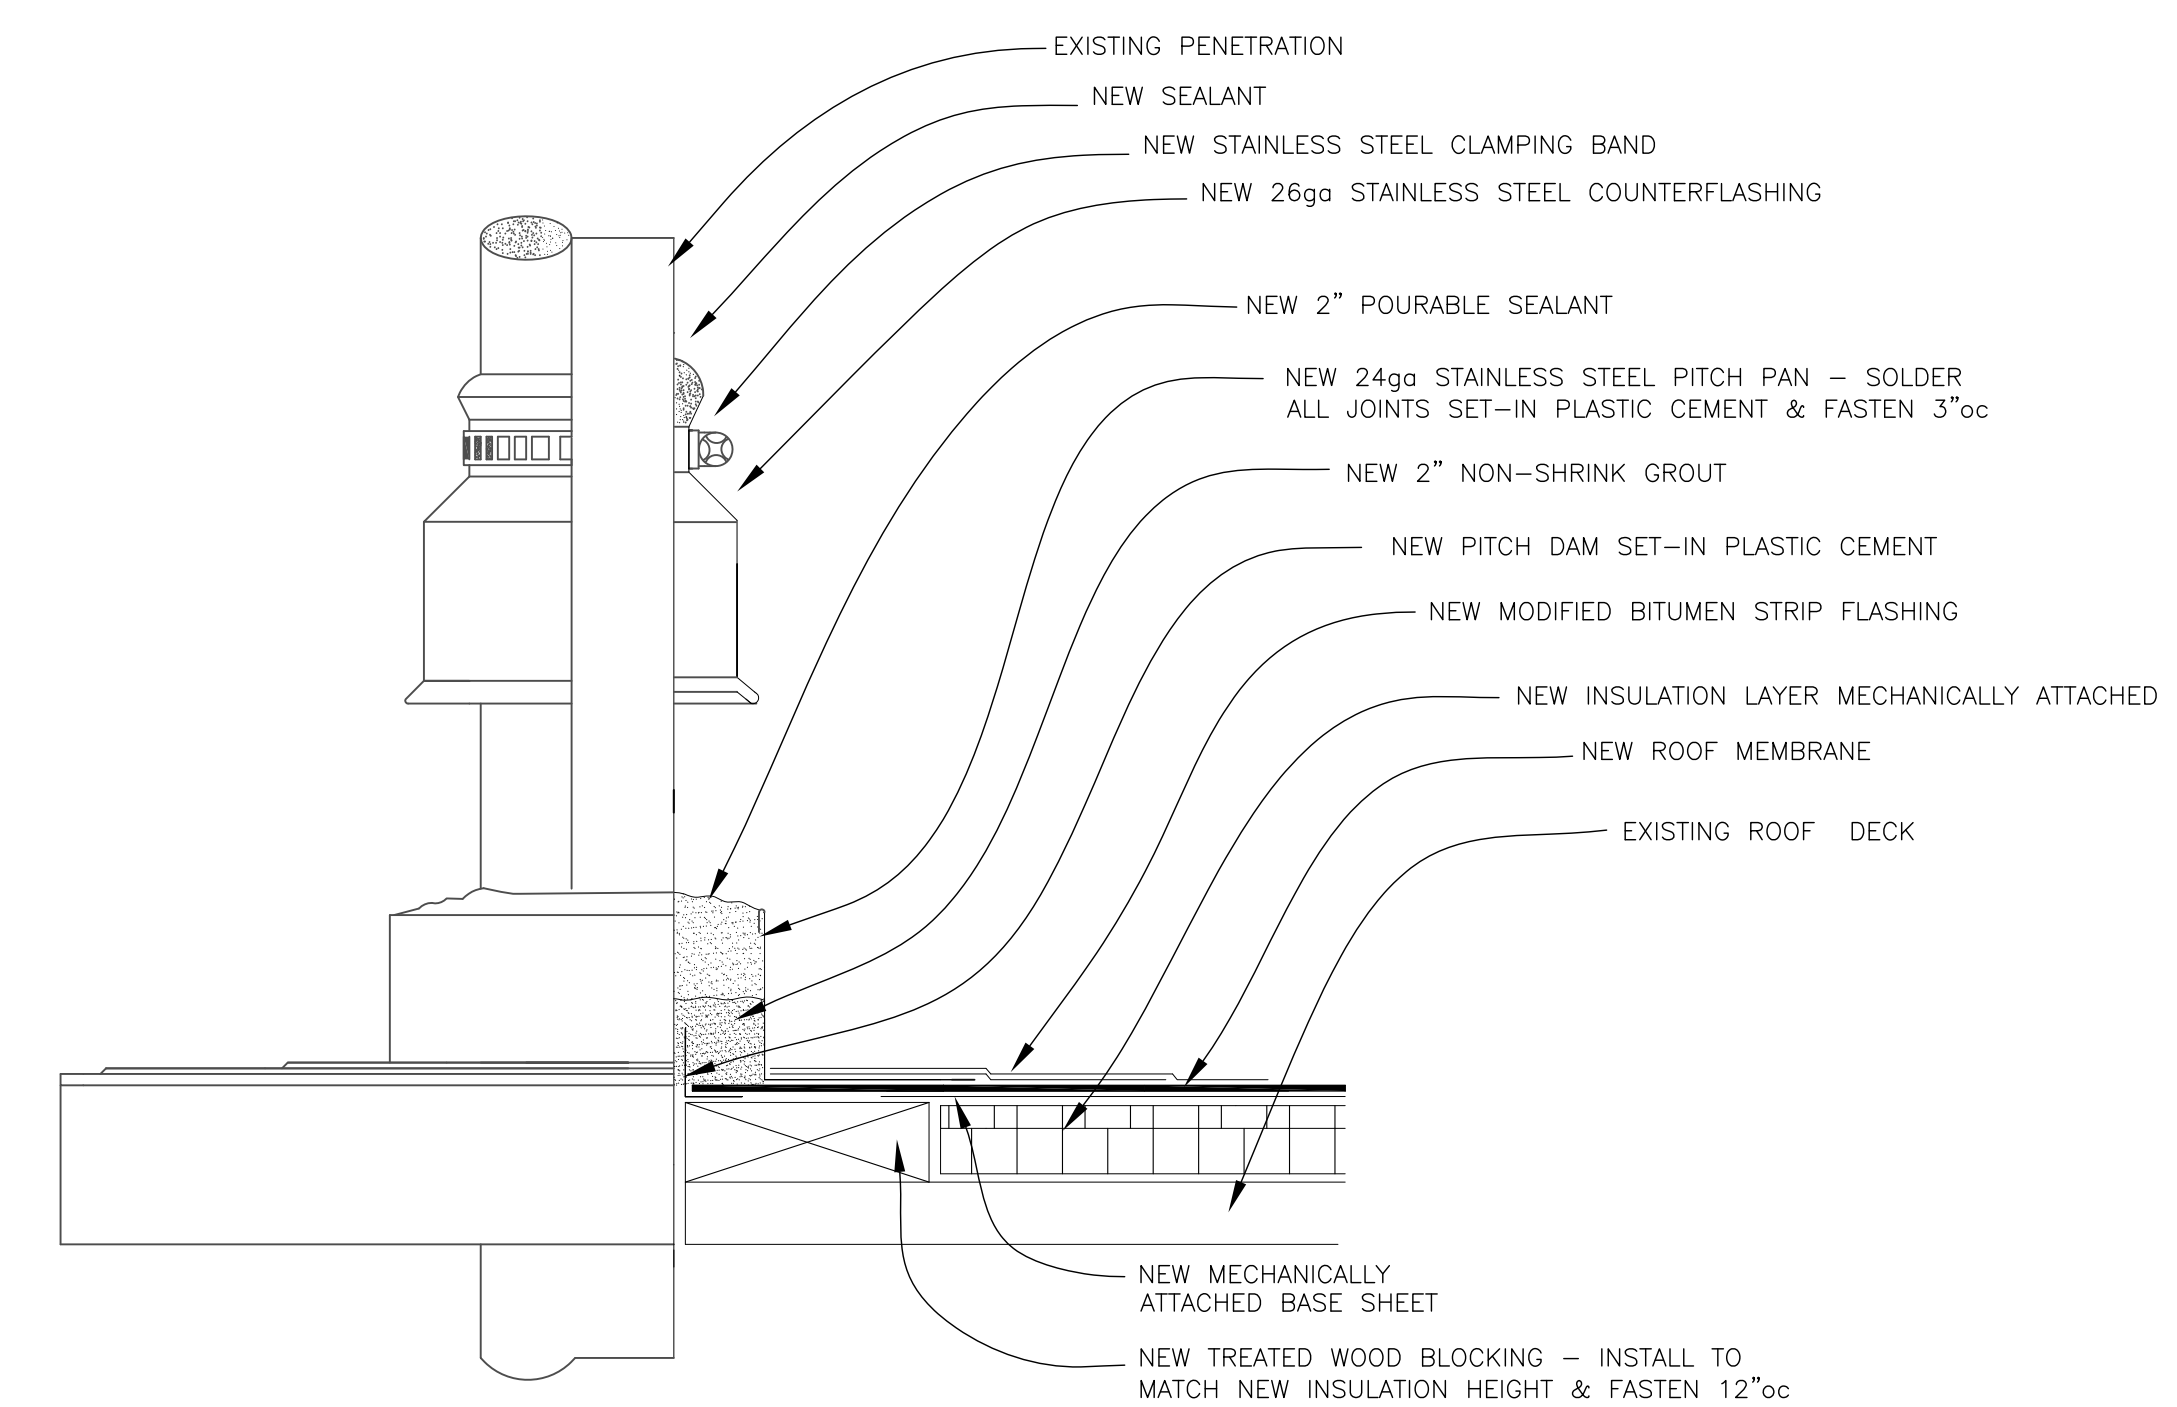 EXISTING PENETRATION
NEW SEALANT
NEW STAINLESS STEEL CLAMPING BAND
NEW 26ga STAINLESS STEEL COUNTERFLASHING
NEW 2" POURABLE SEALANT
NEW 24ga STAINLESS STEEL PITCH PAN – SOLDER
ALL JOINTS SET–IN PLASTIC CEMENT & FASTEN 3"oc
NEW 2" NON–SHRINK GROUT
NEW PITCH DAM SET–IN PLASTIC CEMENT
NEW MODIFIED BITUMEN STRIP FLASHING
NEW INSULATION LAYER MECHANICALLY ATTACHED
NEW ROOF MEMBRANE
EXISTING ROOF DECK
NEW MECHANICALLY
ATTACHED BASE SHEET
NEW TREATED WOOD BLOCKING – INSTALL TO
MATCH NEW INSULATION HEIGHT & FASTEN 12"oc